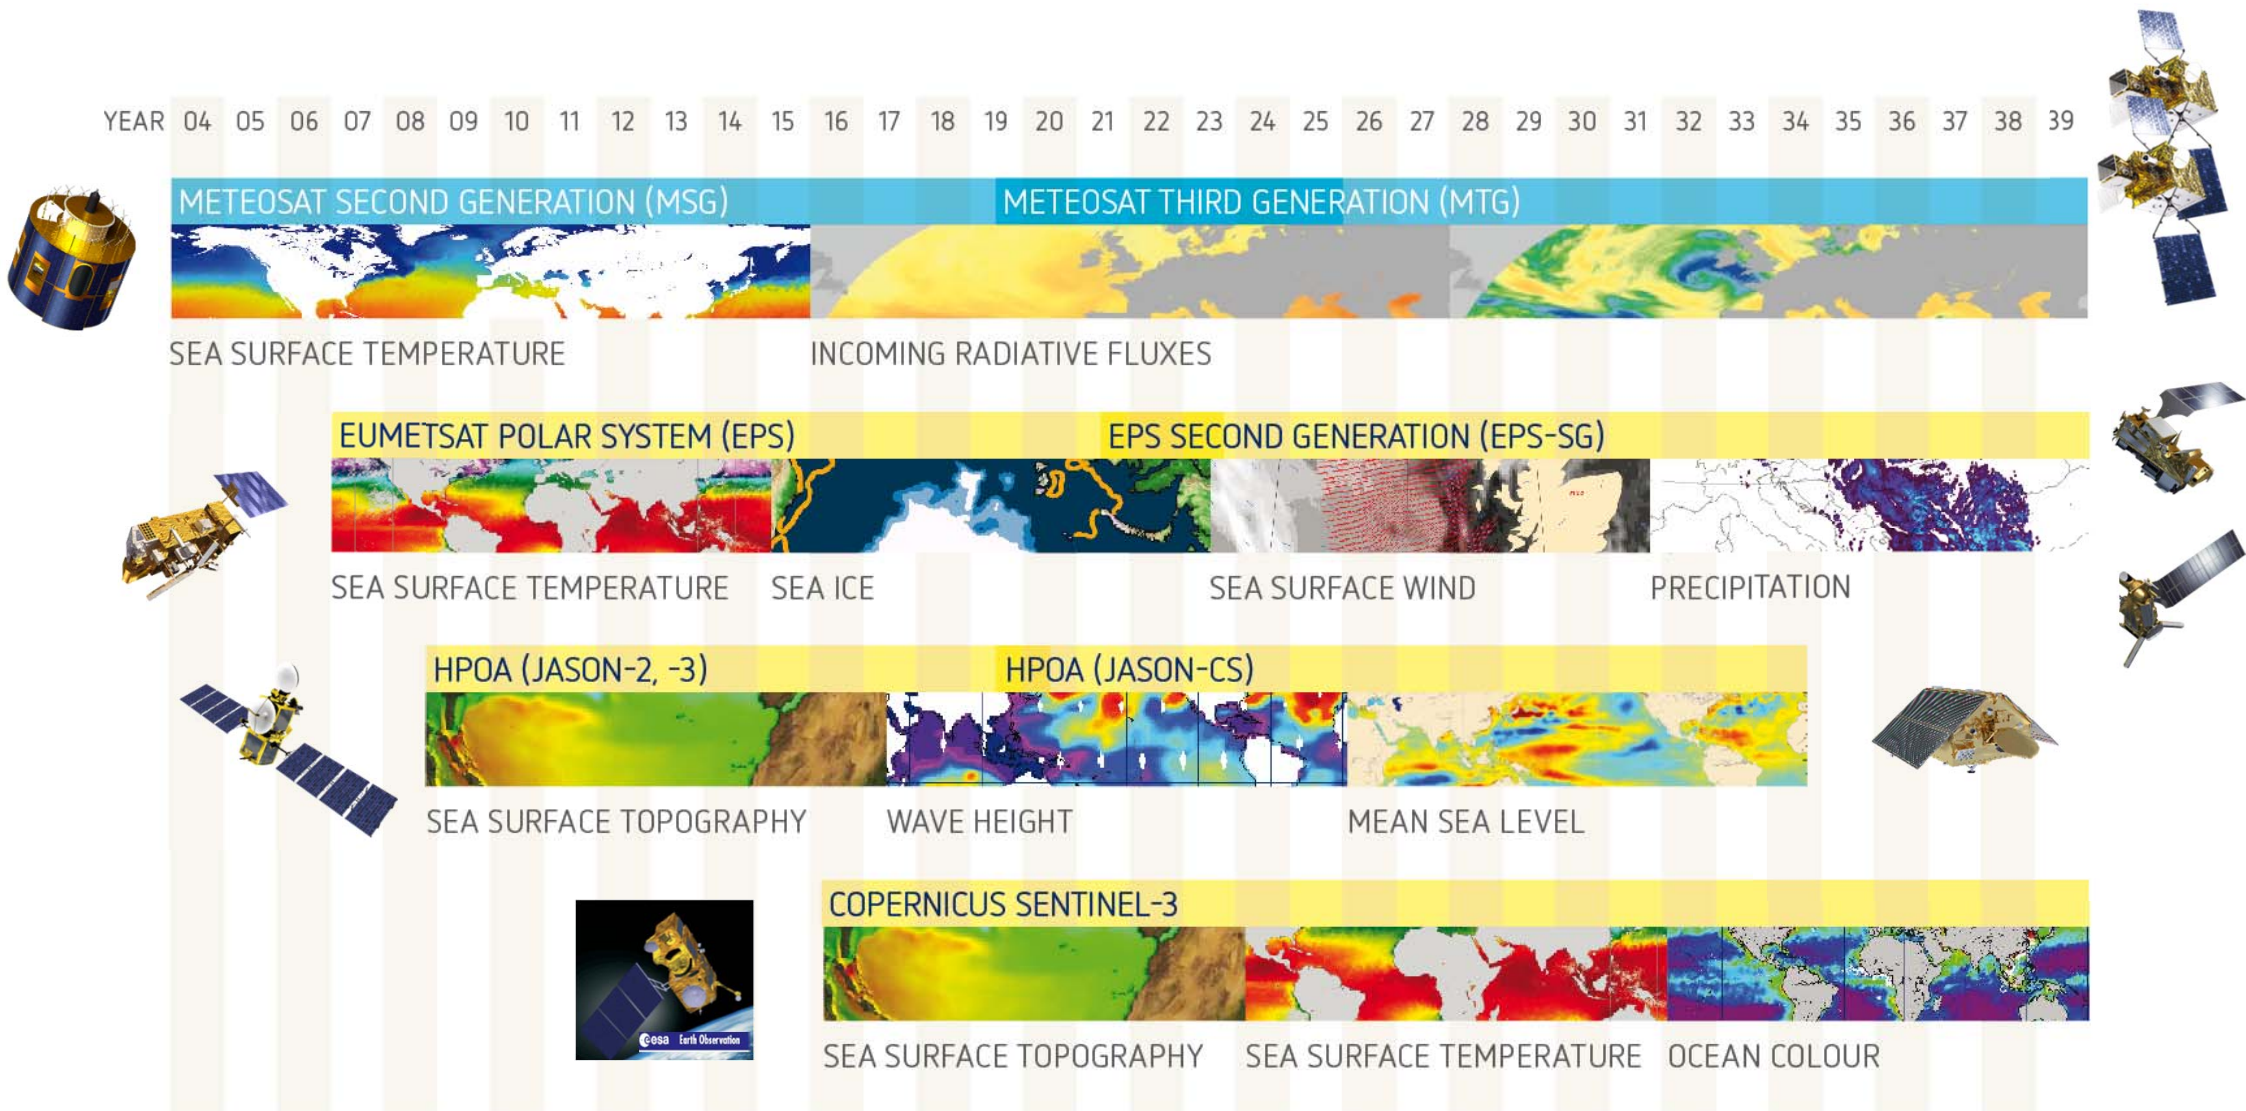 YEAR 04 05 06 07 08 09 10 11 12 13 14 15 16 17 18 19 20 21 22 23 24 25 26 27 28 29 30 31 32 33 34 35 36 37 38 39
METEOSAT SECOND GENERATION (MSG) METEOSAT THIRD GENERATION (MTG)
SEA SURFACE TEMPERATURE INCOMING RADIATIVE FLUXES
EUMETSAT POLAR SYSTEM (EPS) EPS SECOND GENERATION (EPS-SG)
SEA SURFACE TEMPERATURE SEA ICE SEA SURFACE WIND PRECIPITATION
HPOA (JASON-2, -3) HPOA (JASON-CS)
SEA SURFACE TOPOGRAPHY WAVE HEIGHT MEAN SEA LEVEL
COPERNICUS SENTINEL-3
esa Earth Observation
SEA SURFACE TOPOGRAPHY SEA SURFACE TEMPERATURE OCEAN COLOUR